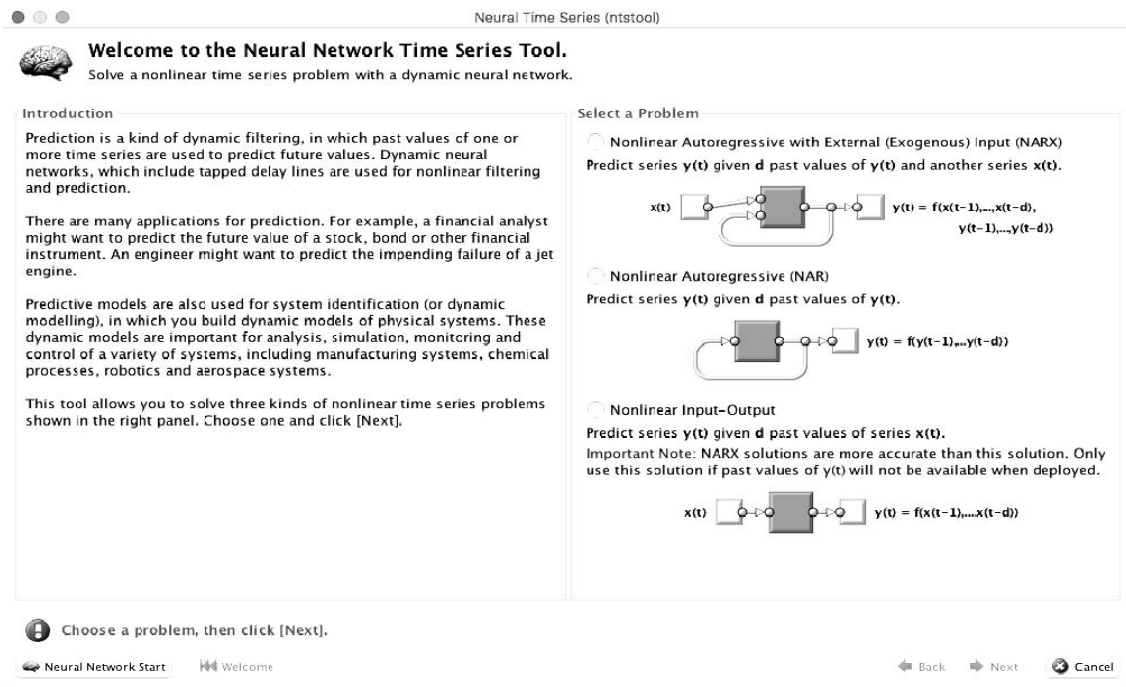 Neural Time Series (ntstool)
Welcome to the Neural Network Time Series Tool.
Solve a nonlinear time series problem with a dynamic neural network.
Introduction
Prediction is a kind of dynamic filtering, in which past values of one or
more time series are used to predict future values. Dynamic neural
networks, which include tapped delay lines are used for nonlinear filtering
and prediction.
There are many applications for prediction. For example, a financial analyst
might want to predict the future value of a stock, bond or other financial
instrument. An engineer might want to predict the impending failure of a jet
engine.
Predictive models are also used for system identification (or dynamic
modelling), in which you build dynamic models of physical systems. These
dynamic models are important for analysis, simulation, monitoring and
control of a variety of systems, including manufacturing systems, chemical
processes, robotics and aerospace systems.
This tool allows you to solve three kinds of nonlinear time series problems
shown in the right panel. Choose one and click [Next].
Select a Problem
Nonlinear Autoregressive with External (Exogenous) Input (NARX)
Predict series y(t) given d past values of y(t) and another series x(t).
x(t)
y(t) = f(x(t-1),...,x(t-d),
y(t-1),...,y(t-d))
Nonlinear Autoregressive (NAR)
Predict series y(t) given d past values of y(t).
y(t) = f(y(t-1),...y(t-d))
Nonlinear Input-Output
Predict series y(t) given d past values of series x(t).
Important Note: NARX solutions are more accurate than this solution. Only
use this solution if past values of y(t) will not be available when deployed.
x(t)
y(t) = f(x(t-1),...,x(t-d))
Choose a problem, then click [Next].
Neural Network Start
Welcome
Back
Next
Cancel